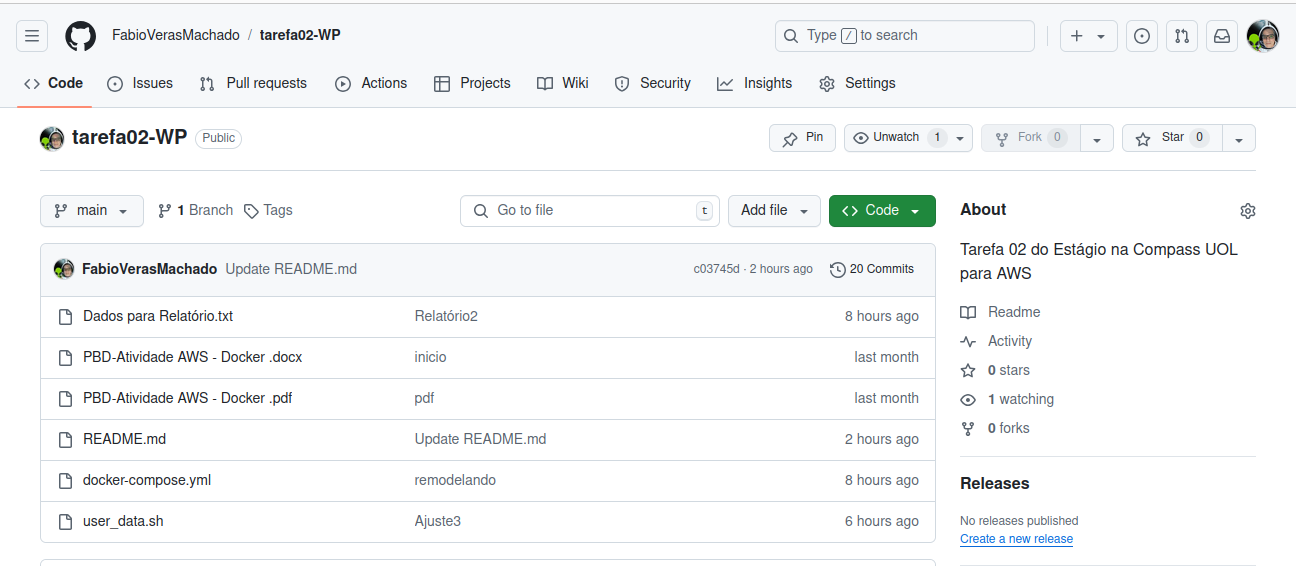 FabioVerasMachado / tarefa02-WP
Type / to search
Code Issues Pull requests Actions Projects Wiki Security Insights Settings
tarefa02-WP Public
Pin Unwatch 1 Fork 0 Star 0
main 1 Branch Tags Go to file t Add file Code
FabioVerasMachado Update README.md c03745d · 2 hours ago 20 Commits
Dados para Relatório.txt Relatório2 8 hours ago
PBD-Atividade AWS - Docker .docx inicio last month
PBD-Atividade AWS - Docker .pdf pdf last month
README.md Update README.md 2 hours ago
docker-compose.yml remodelando 8 hours ago
user_data.sh Ajuste3 6 hours ago
About
Tarefa 02 do Estágio na Compass UOL
para AWS
Readme
Activity
0 stars
1 watching
0 forks
Releases
No releases published
Create a new release